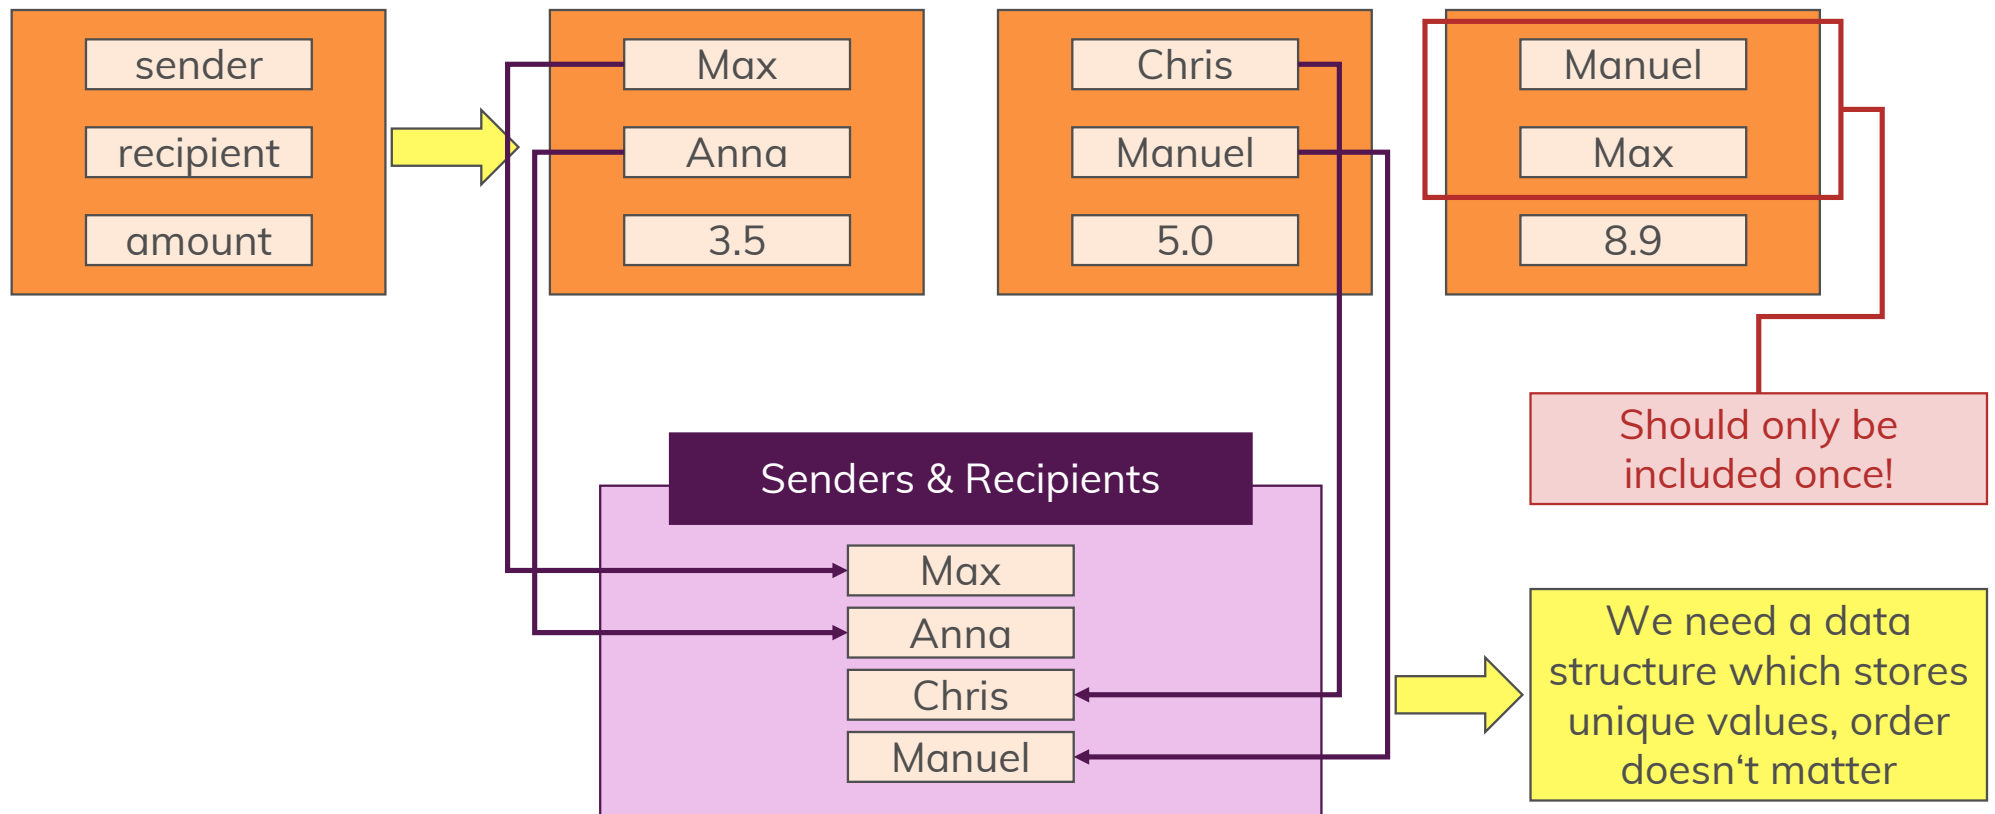 sender
recipient
amount
Max
Anna
3.5
Chris
Manuel
5.0
Manuel
Max
8.9
Should only be
included once!
Senders & Recipients
Max
Anna
Chris
Manuel
We need a data
structure which stores
unique values, order
doesn‘t matter